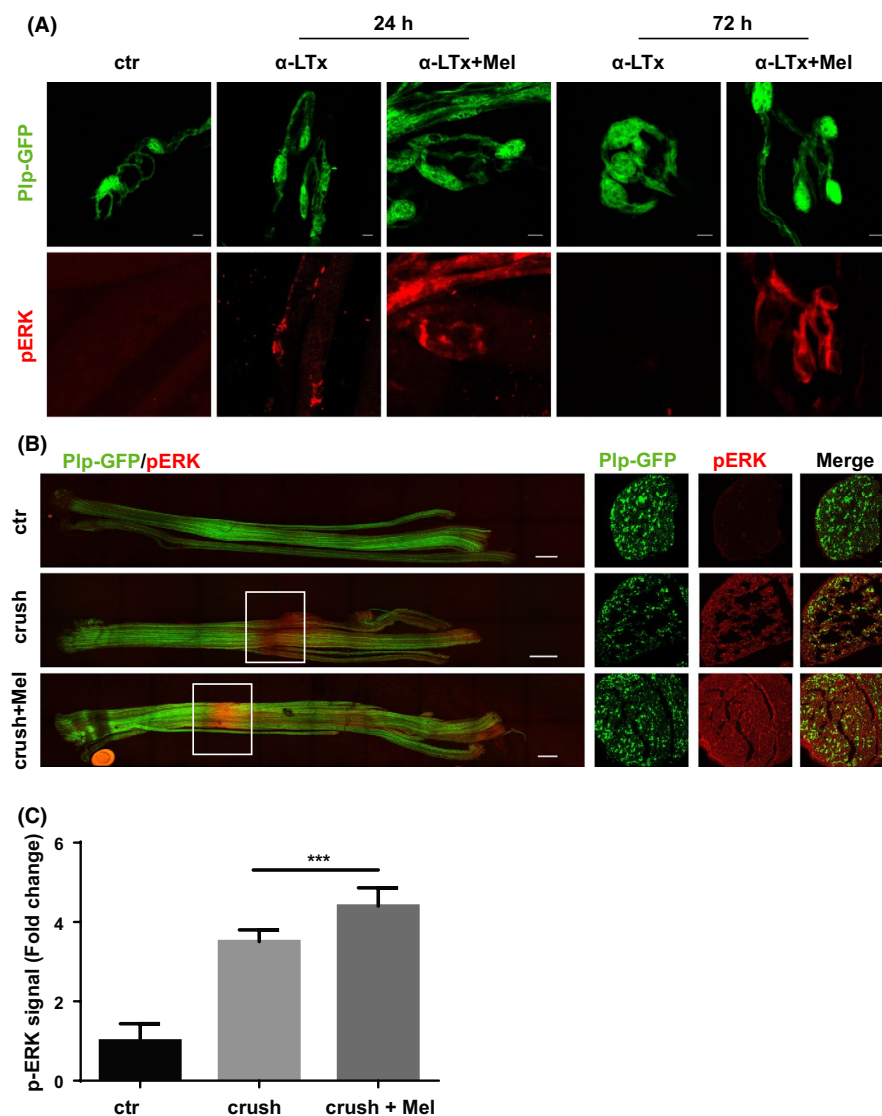 (A)
24 h 72 h
ctr α-LTx α-LTx+Mel α-LTx α-LTx+Mel
Plp-GFP
pERK
(B)
Plp-GFP/pERK Plp-GFP pERK Merge
ctr
crush
crush+Mel
(C)
p-ERK signal (Fold change)
6
4
2
0
***
ctr crush crush + Mel